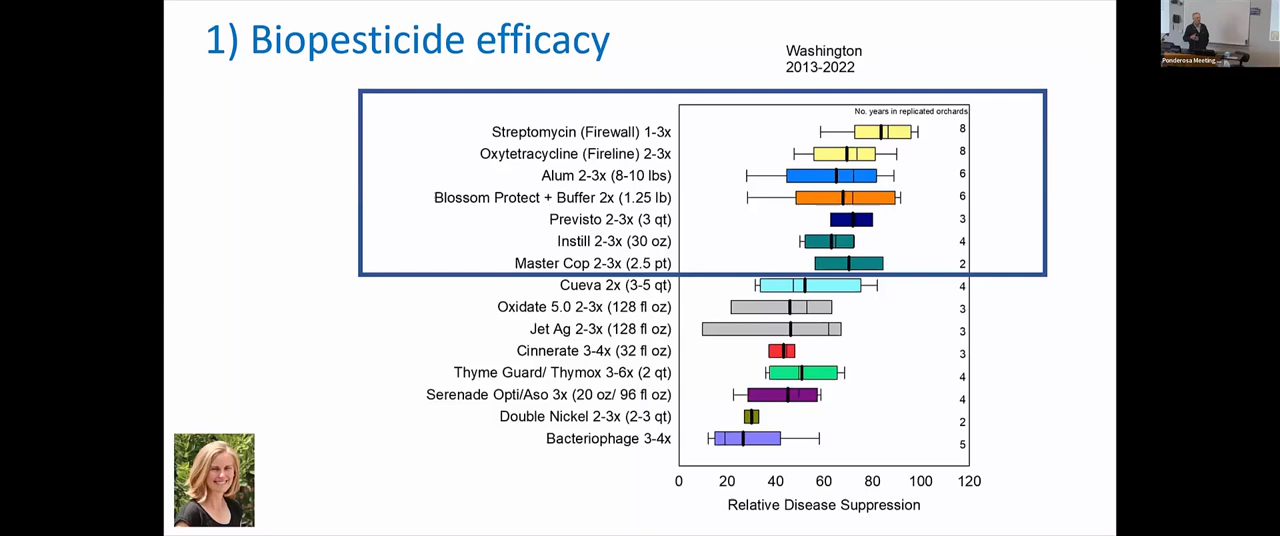 1) Biopesticide efficacy
Washington
2013-2022
No. years in replicated orchards
Streptomycin (Firewall) 1-3x 8
Oxytetracycline (Fireline) 2-3x 8
Alum 2-3x (8-10 lbs) 6
Blossom Protect + Buffer 2x (1.25 lb) 6
Previsto 2-3x (3 qt) 3
Instill 2-3x (30 oz) 4
Master Cop 2-3x (2.5 pt) 2
Cueva 2x (3-5 qt) 4
Oxidate 5.0 2-3x (128 fl oz) 3
Jet Ag 2-3x (128 fl oz) 3
Cinnerate 3-4x (32 fl oz) 3
Thyme Guard/ Thymox 3-6x (2 qt) 4
Serenade Opti/Aso 3x (20 oz/ 96 fl oz) 4
Double Nickel 2-3x (2-3 qt) 2
Bacteriophage 3-4x 5
0 20 40 60 80 100 120
Relative Disease Suppression
Ponderosa Meeting ...